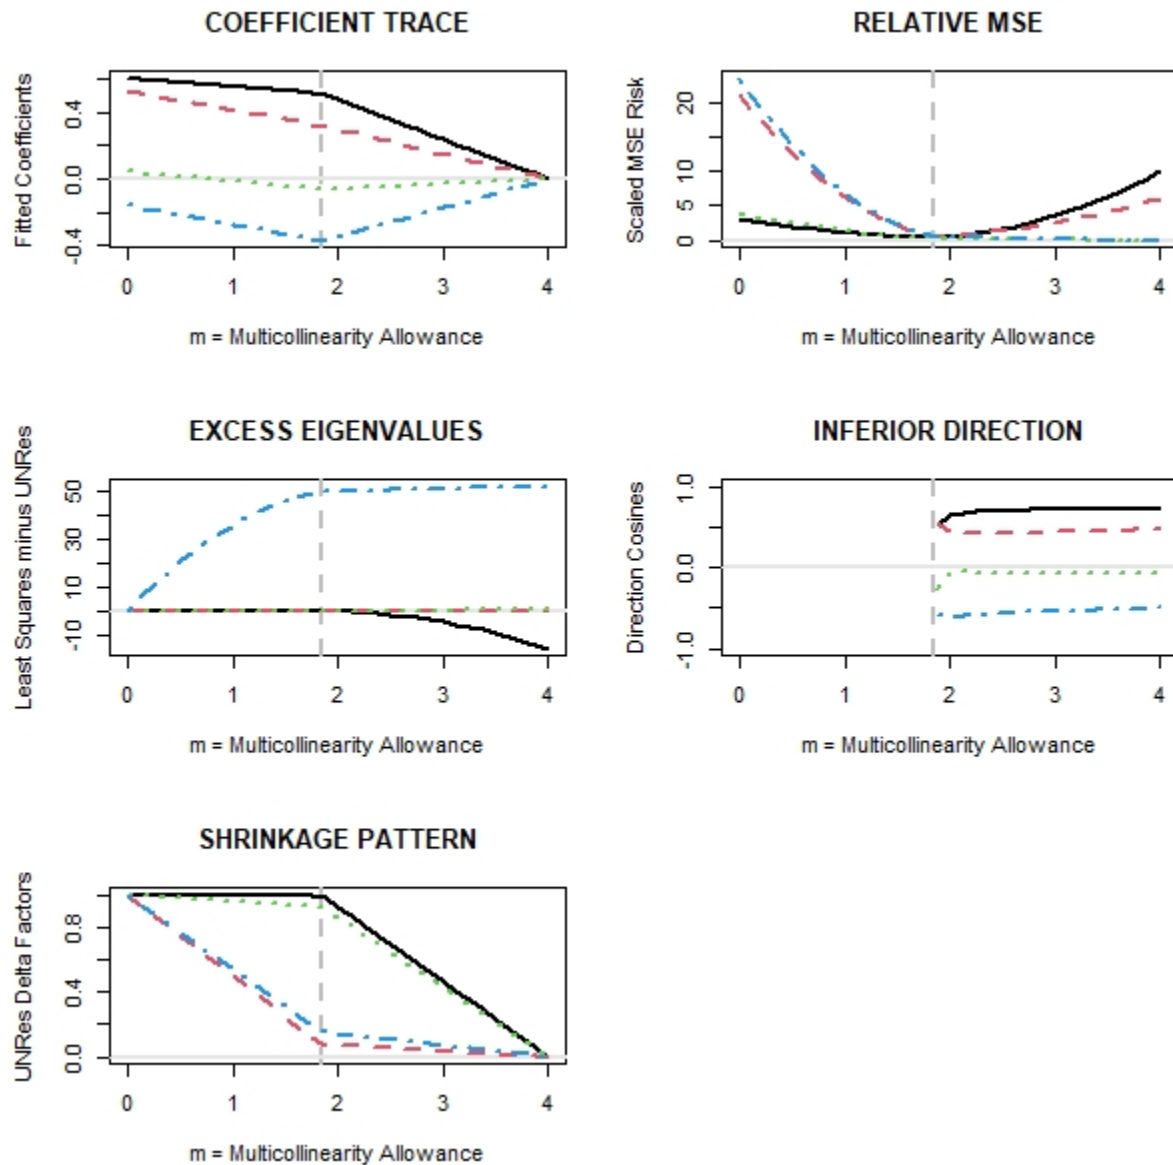 COEFFICIENT TRACE
Fitted Coefficients
0.4
0.0
-0.4
0 1 2 3 4
m = Multicollinearity Allowance
RELATIVE MSE
Scaled MSE Risk
20
10
5
0
0 1 2 3 4
m = Multicollinearity Allowance
EXCESS EIGENVALUES
Least Squares minus UNRes
50
30
10
-10
0 1 2 3 4
m = Multicollinearity Allowance
INFERIOR DIRECTION
Direction Cosines
1.0
0.0
-1.0
0 1 2 3 4
m = Multicollinearity Allowance
SHRINKAGE PATTERN
UNRes Delta Factors
0.8
0.4
0.0
0 1 2 3 4
m = Multicollinearity Allowance